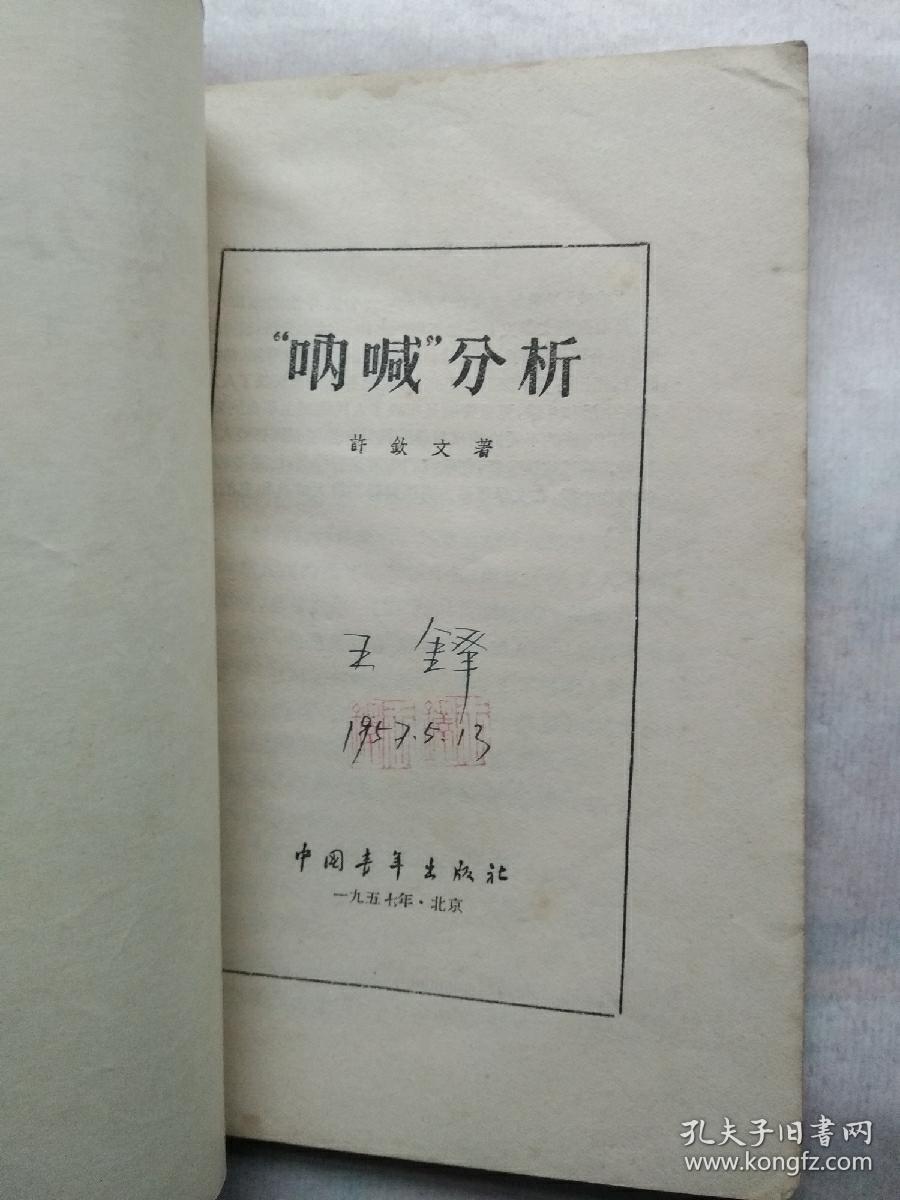 “吶喊”分析
許欽文著
王鐸
1957.5.13
中国青年出版社
一九五七年·北京
孔夫子旧书网
www.kongfz.com